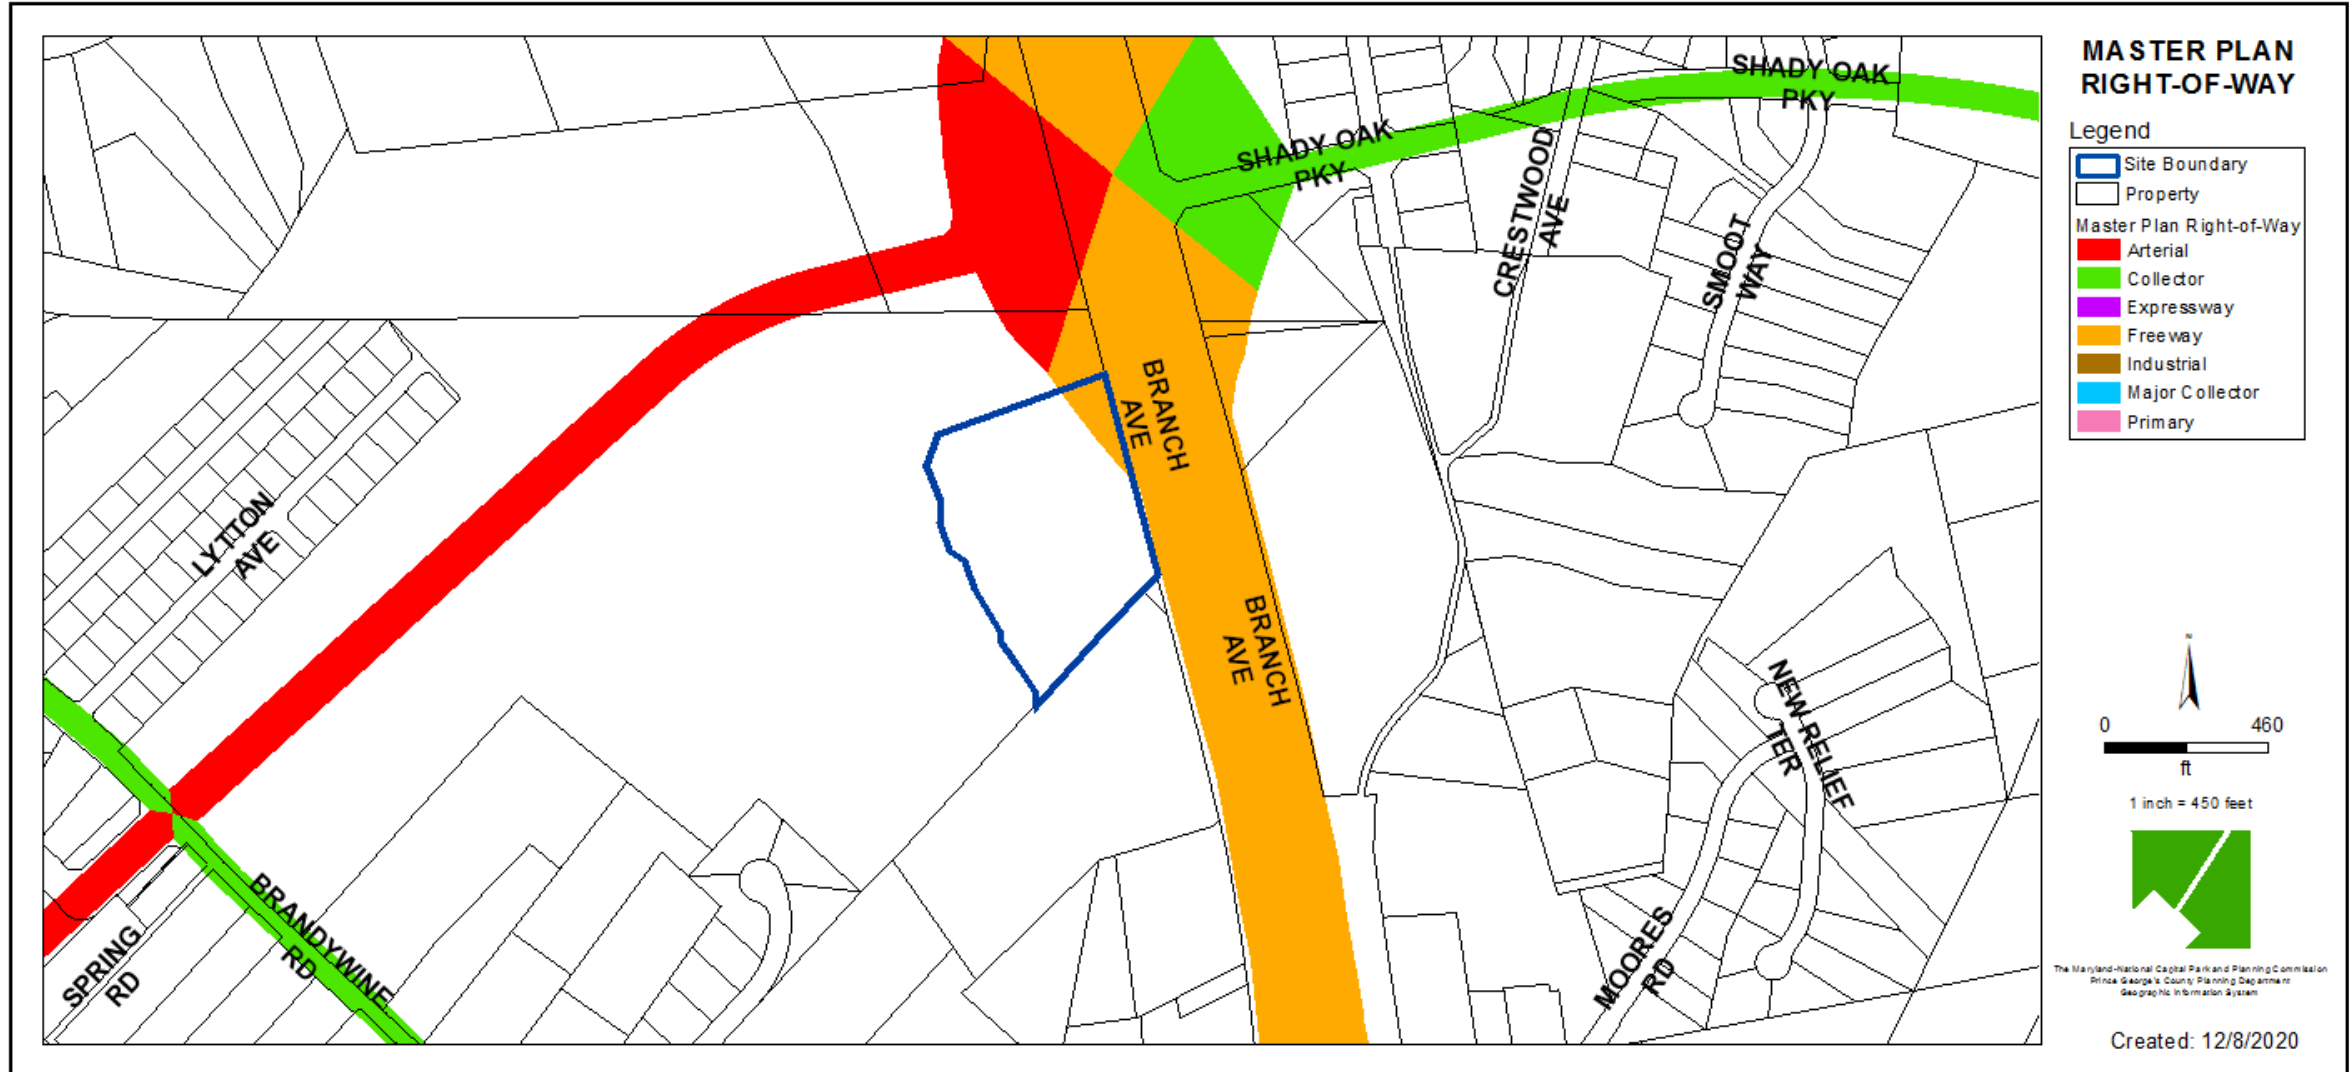 MASTER PLAN
RIGHT-OF-WAY
Legend
Site Boundary
Property
Master Plan Right-of-Way
Arterial
Collector
Expressway
Freeway
Industrial
Major Collector
Primary
SHADY OAK
PKY
SHADY OAK
PKY
CRESTWOOD
AVE
SMOOT
WAY
BRANCH
AVE
LYTTON
AVE
BRANCH
AVE
NEW RELIEF
TER
BRANDYWINE
RD
SPRING
RD
MOORES
RD
N
0 460
ft
1 inch = 450 feet
The Maryland-National Capital Park and Planning Commission
Prince George's County Planning Department
Geographic Information System
Created: 12/8/2020